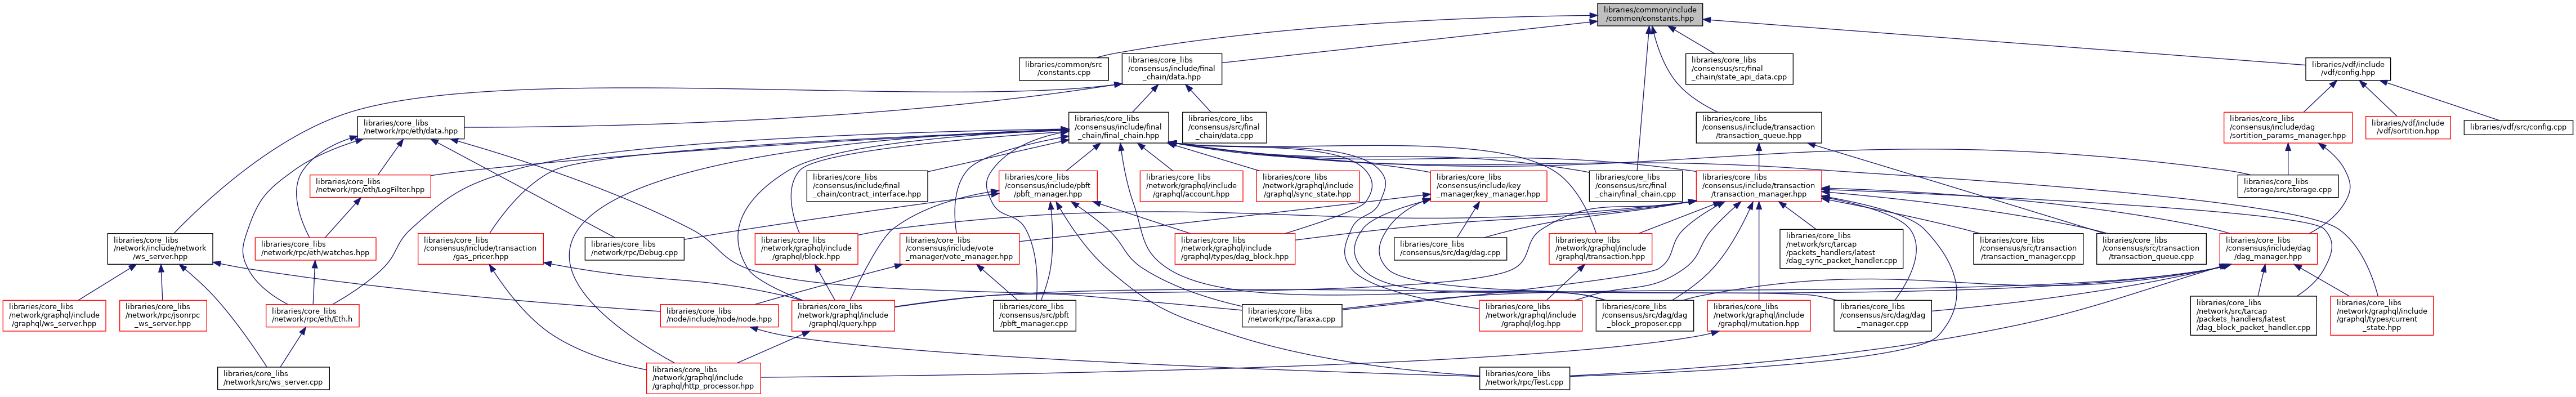 libraries/common/include
/common/constants.hpp
libraries/common/src
/constants.cpp
libraries/core_libs
/consensus/include/final
_chain/data.hpp
libraries/core_libs
/consensus/src/final
_chain/state_api_data.cpp
libraries/vdf/include
/vdf/config.hpp
libraries/core_libs
/network/rpc/eth/data.hpp
libraries/core_libs
/consensus/include/final
_chain/final_chain.hpp
libraries/core_libs
/consensus/src/final
_chain/data.cpp
libraries/core_libs
/consensus/include/transaction
/transaction_queue.hpp
libraries/core_libs
/consensus/include/dag
/sortition_params_manager.hpp
libraries/vdf/include
/vdf/sortition.hpp
libraries/vdf/src/config.cpp
libraries/core_libs
/network/rpc/eth/LogFilter.hpp
libraries/core_libs
/consensus/include/final
_chain/contract_interface.hpp
libraries/core_libs
/consensus/include/pbft
/pbft_manager.hpp
libraries/core_libs
/network/graphql/include
/graphql/account.hpp
libraries/core_libs
/network/graphql/include
/graphql/sync_state.hpp
libraries/core_libs
/consensus/include/key
_manager/key_manager.hpp
libraries/core_libs
/consensus/src/final
_chain/final_chain.cpp
libraries/core_libs
/consensus/include/transaction
/transaction_manager.hpp
libraries/core_libs
/storage/src/storage.cpp
libraries/core_libs
/network/include/network
/ws_server.hpp
libraries/core_libs
/network/rpc/eth/watches.hpp
libraries/core_libs
/consensus/include/transaction
/gas_pricer.hpp
libraries/core_libs
/network/rpc/Debug.cpp
libraries/core_libs
/network/graphql/include
/graphql/block.hpp
libraries/core_libs
/consensus/include/vote
_manager/vote_manager.hpp
libraries/core_libs
/network/graphql/include
/graphql/types/dag_block.hpp
libraries/core_libs
/consensus/src/dag/dag.cpp
libraries/core_libs
/network/graphql/include
/graphql/transaction.hpp
libraries/core_libs
/network/src/tarcap
/packets_handlers/latest
/dag_sync_packet_handler.cpp
libraries/core_libs
/consensus/src/transaction
/transaction_manager.cpp
libraries/core_libs
/consensus/src/transaction
/transaction_queue.cpp
libraries/core_libs
/consensus/include/dag
/dag_manager.hpp
libraries/core_libs
/network/graphql/include
/graphql/ws_server.hpp
libraries/core_libs
/network/rpc/jsonrpc
_ws_server.hpp
libraries/core_libs
/network/rpc/eth/Eth.h
libraries/core_libs
/node/include/node/node.hpp
libraries/core_libs
/network/graphql/include
/graphql/query.hpp
libraries/core_libs
/consensus/src/pbft
/pbft_manager.cpp
libraries/core_libs
/network/rpc/Taraxa.cpp
libraries/core_libs
/network/graphql/include
/graphql/log.hpp
libraries/core_libs
/consensus/src/dag/dag
_block_proposer.cpp
libraries/core_libs
/network/graphql/include
/graphql/mutation.hpp
libraries/core_libs
/consensus/src/dag/dag
_manager.cpp
libraries/core_libs
/network/src/tarcap
/packets_handlers/latest
/dag_block_packet_handler.cpp
libraries/core_libs
/network/graphql/include
/graphql/types/current
_state.hpp
libraries/core_libs
/network/src/ws_server.cpp
libraries/core_libs
/network/graphql/include
/graphql/http_processor.hpp
libraries/core_libs
/network/rpc/Test.cpp